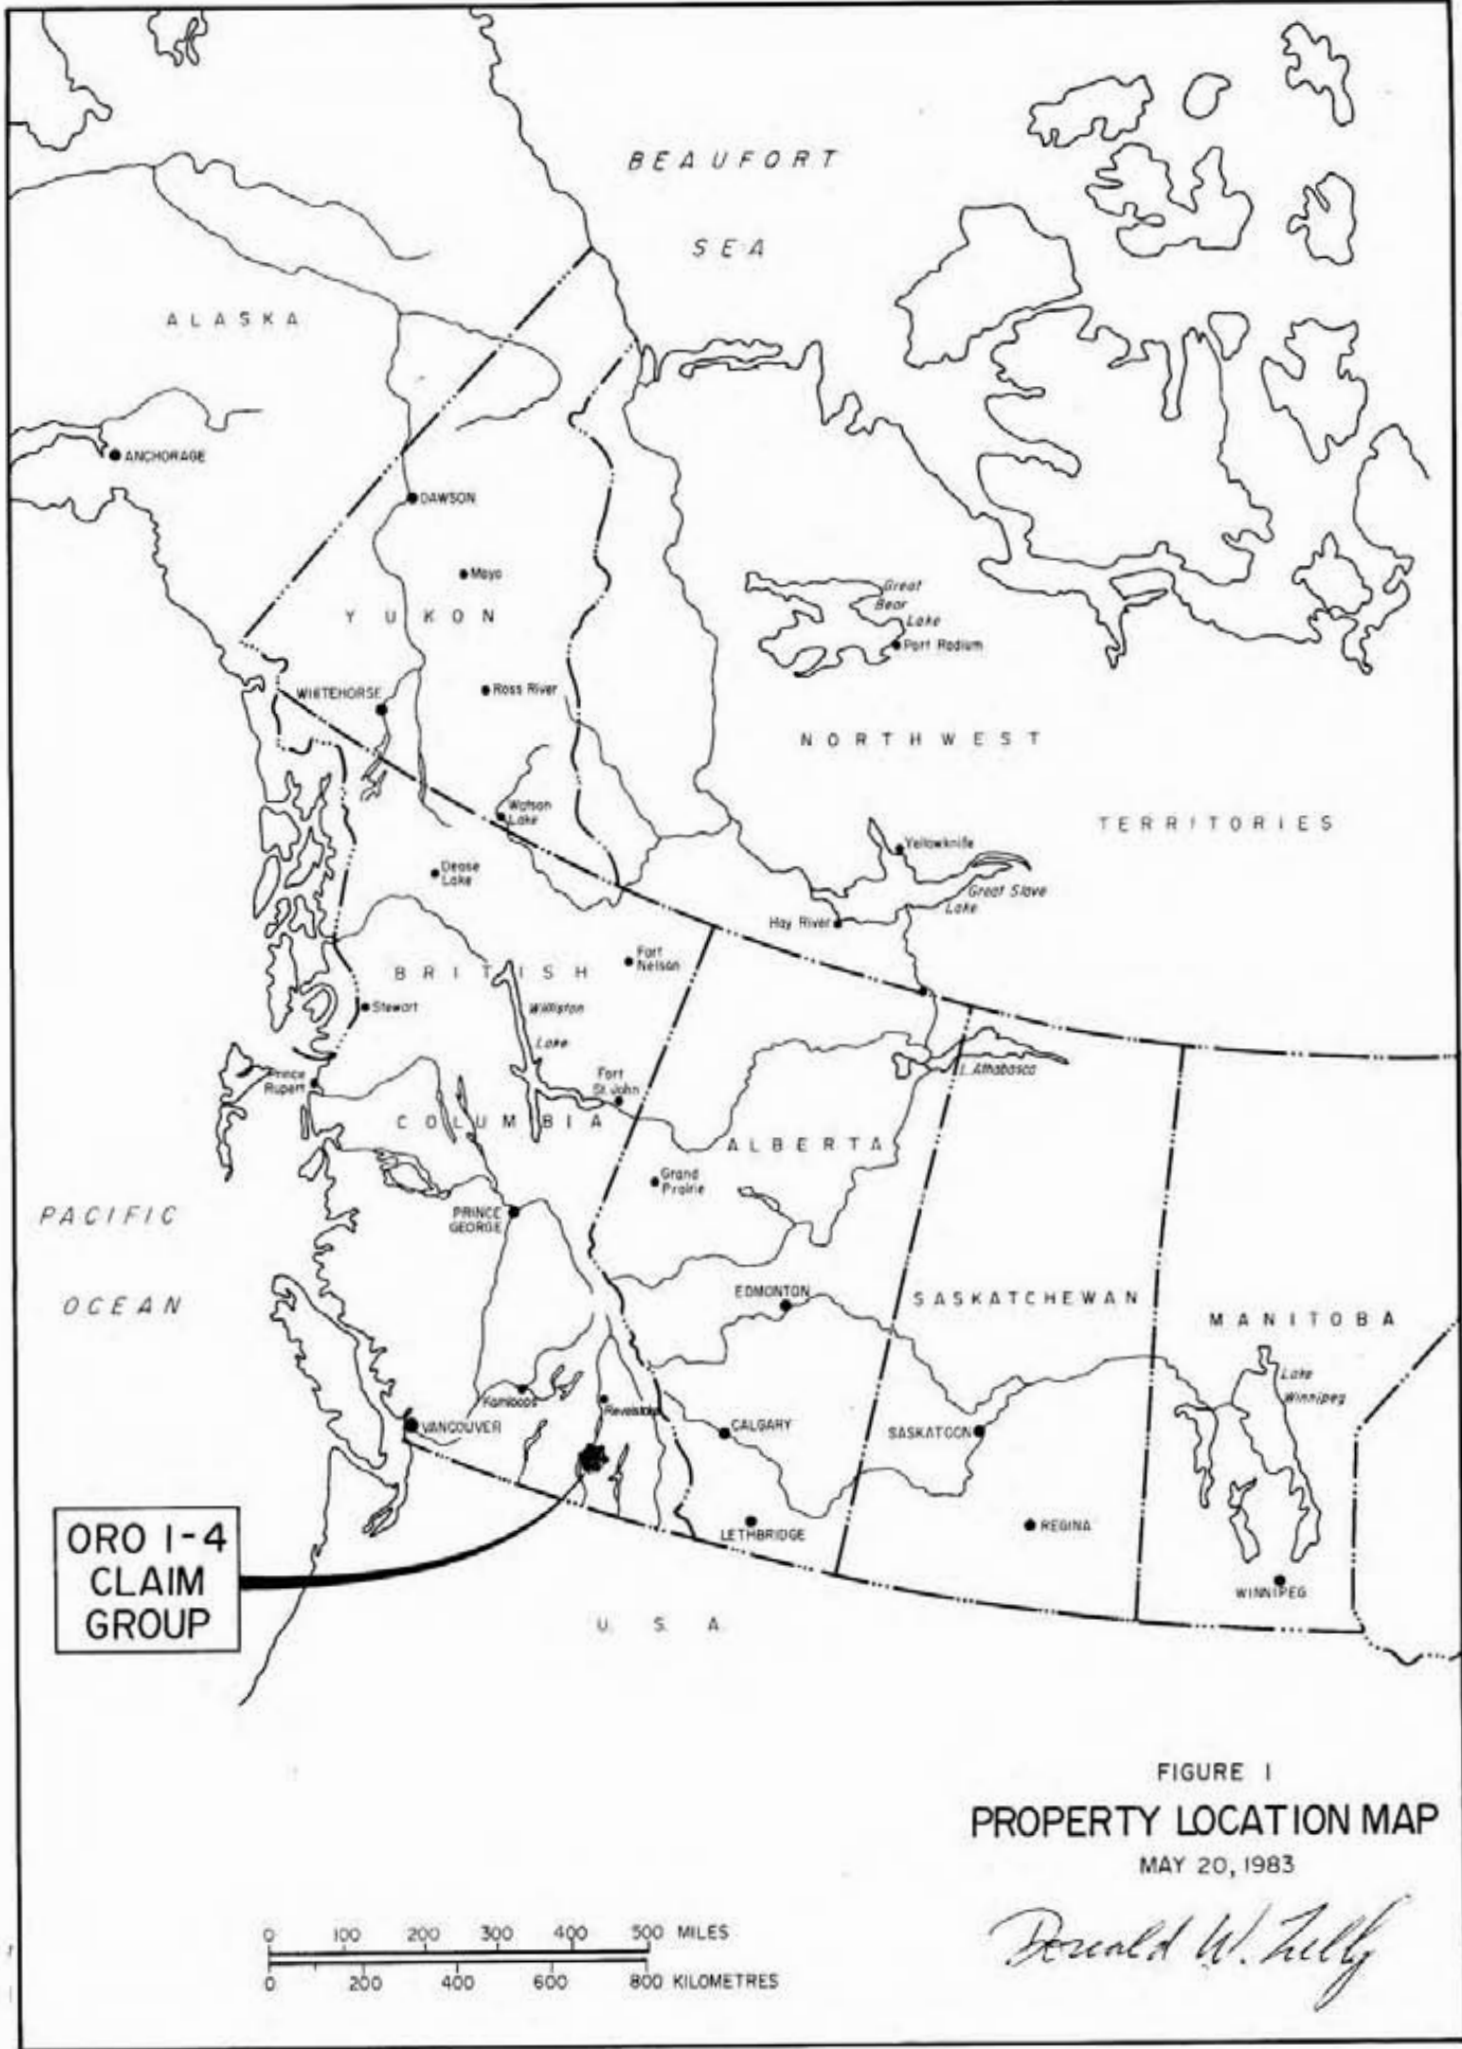 BEAUFORT
SEA
ALASKA
ANCHORAGE
DAWSON
Mayo
YUKON
Great
Bear
Lake
Port Radium
WHITEHORSE
Ross River
NORTHWEST
TERRITORIES
Watson
Lake
Yellowknife
Dease
Lake
Great Slave
Lake
Hay River
Fort
Nelson
BRITISH
Stewart
Williston
Lake
Prince
Rupert
Fort
St. John
L. Athabasca
COLUMBIA
ALBERTA
Grand
Prairie
PACIFIC
OCEAN
PRINCE
GEORGE
EDMONTON
SASKATCHEWAN
MANITOBA
Lake
Winnipeg
Kamloops
Revelstoke
VANCOUVER
CALGARY
SASKATOON
LETHBRIDGE
REGINA
WINNIPEG
ORO 1-4
CLAIM
GROUP
U. S. A.
FIGURE 1
PROPERTY LOCATION MAP
MAY 20, 1983
Donald W.
0 100 200 300 400 500 MILES
0 200 400 600 800 KILOMETRES